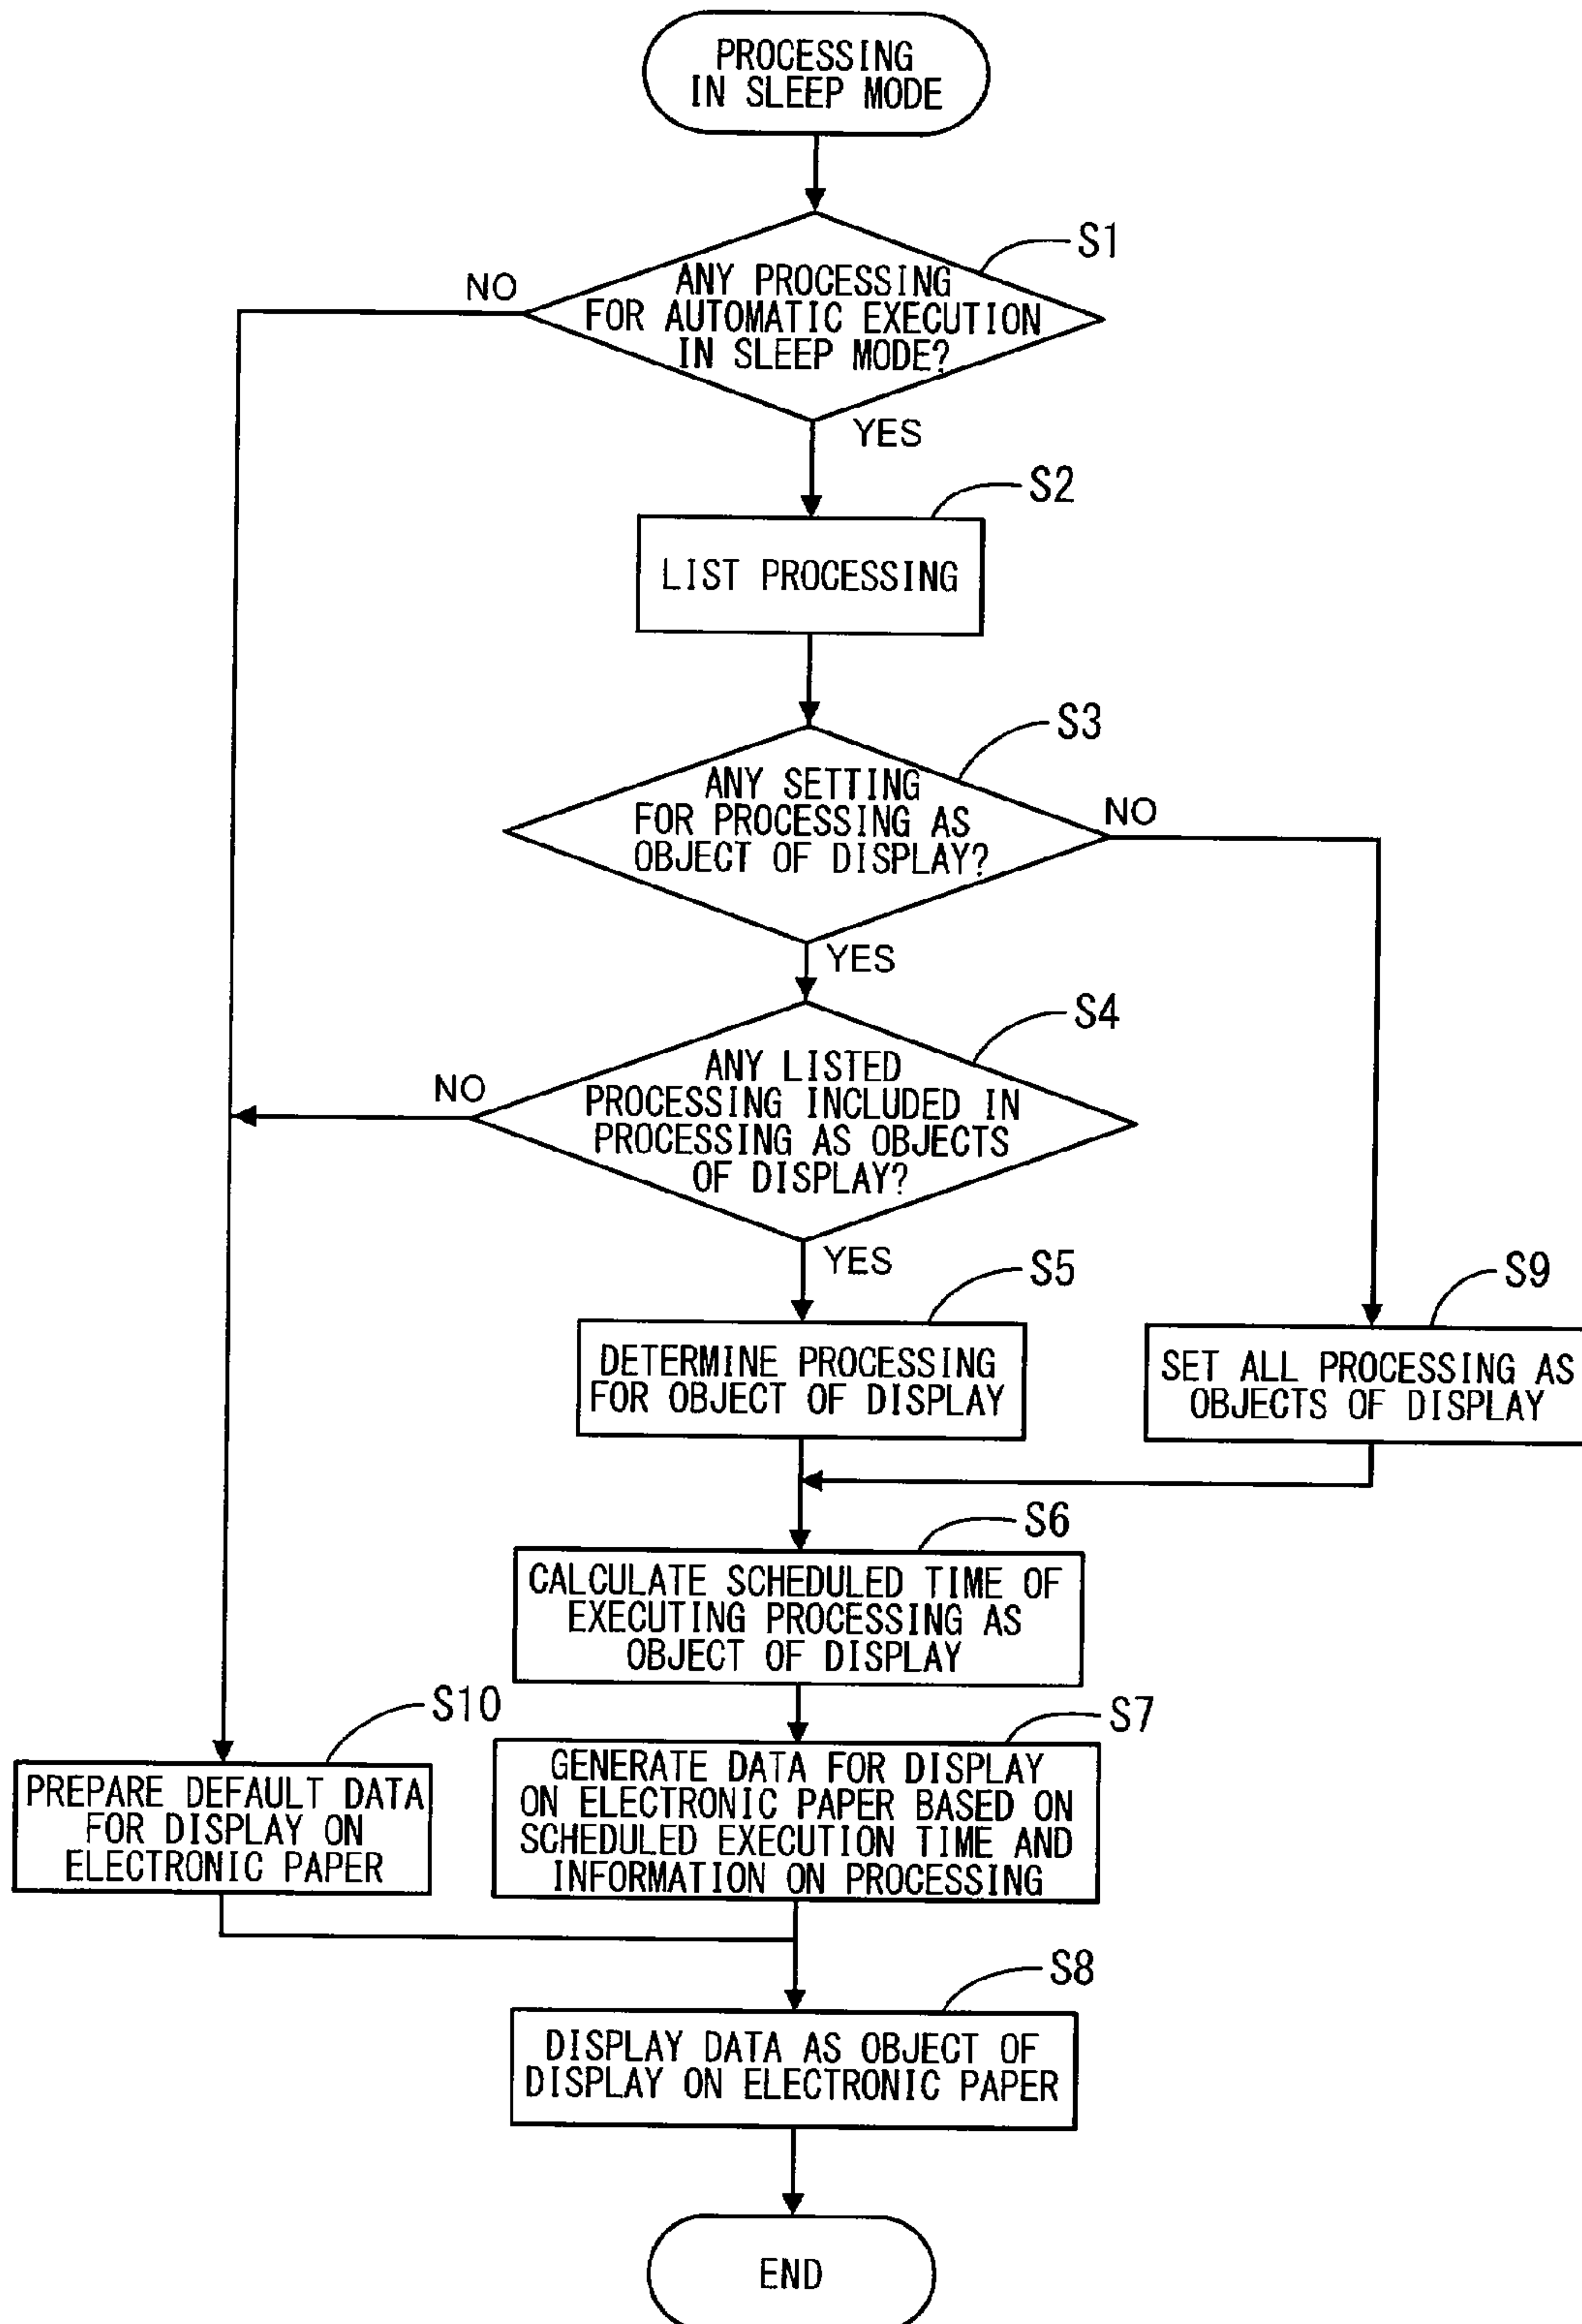 PROCESSING
IN SLEEP MODE
S1
NO
ANY PROCESSING
FOR AUTOMATIC EXECUTION
IN SLEEP MODE?
YES
S2
LIST PROCESSING
S3
ANY SETTING
FOR PROCESSING AS
OBJECT OF DISPLAY?
NO
YES
S4
NO
ANY LISTED
PROCESSING INCLUDED IN
PROCESSING AS OBJECTS
OF DISPLAY?
YES
S5
DETERMINE PROCESSING
FOR OBJECT OF DISPLAY
S9
SET ALL PROCESSING AS
OBJECTS OF DISPLAY
S6
CALCULATE SCHEDULED TIME OF
EXECUTING PROCESSING AS
OBJECT OF DISPLAY
S10
PREPARE DEFAULT DATA
FOR DISPLAY ON
ELECTRONIC PAPER
S7
GENERATE DATA FOR DISPLAY
ON ELECTRONIC PAPER BASED ON
SCHEDULED EXECUTION TIME AND
INFORMATION ON PROCESSING
S8
DISPLAY DATA AS OBJECT OF
DISPLAY ON ELECTRONIC PAPER
END